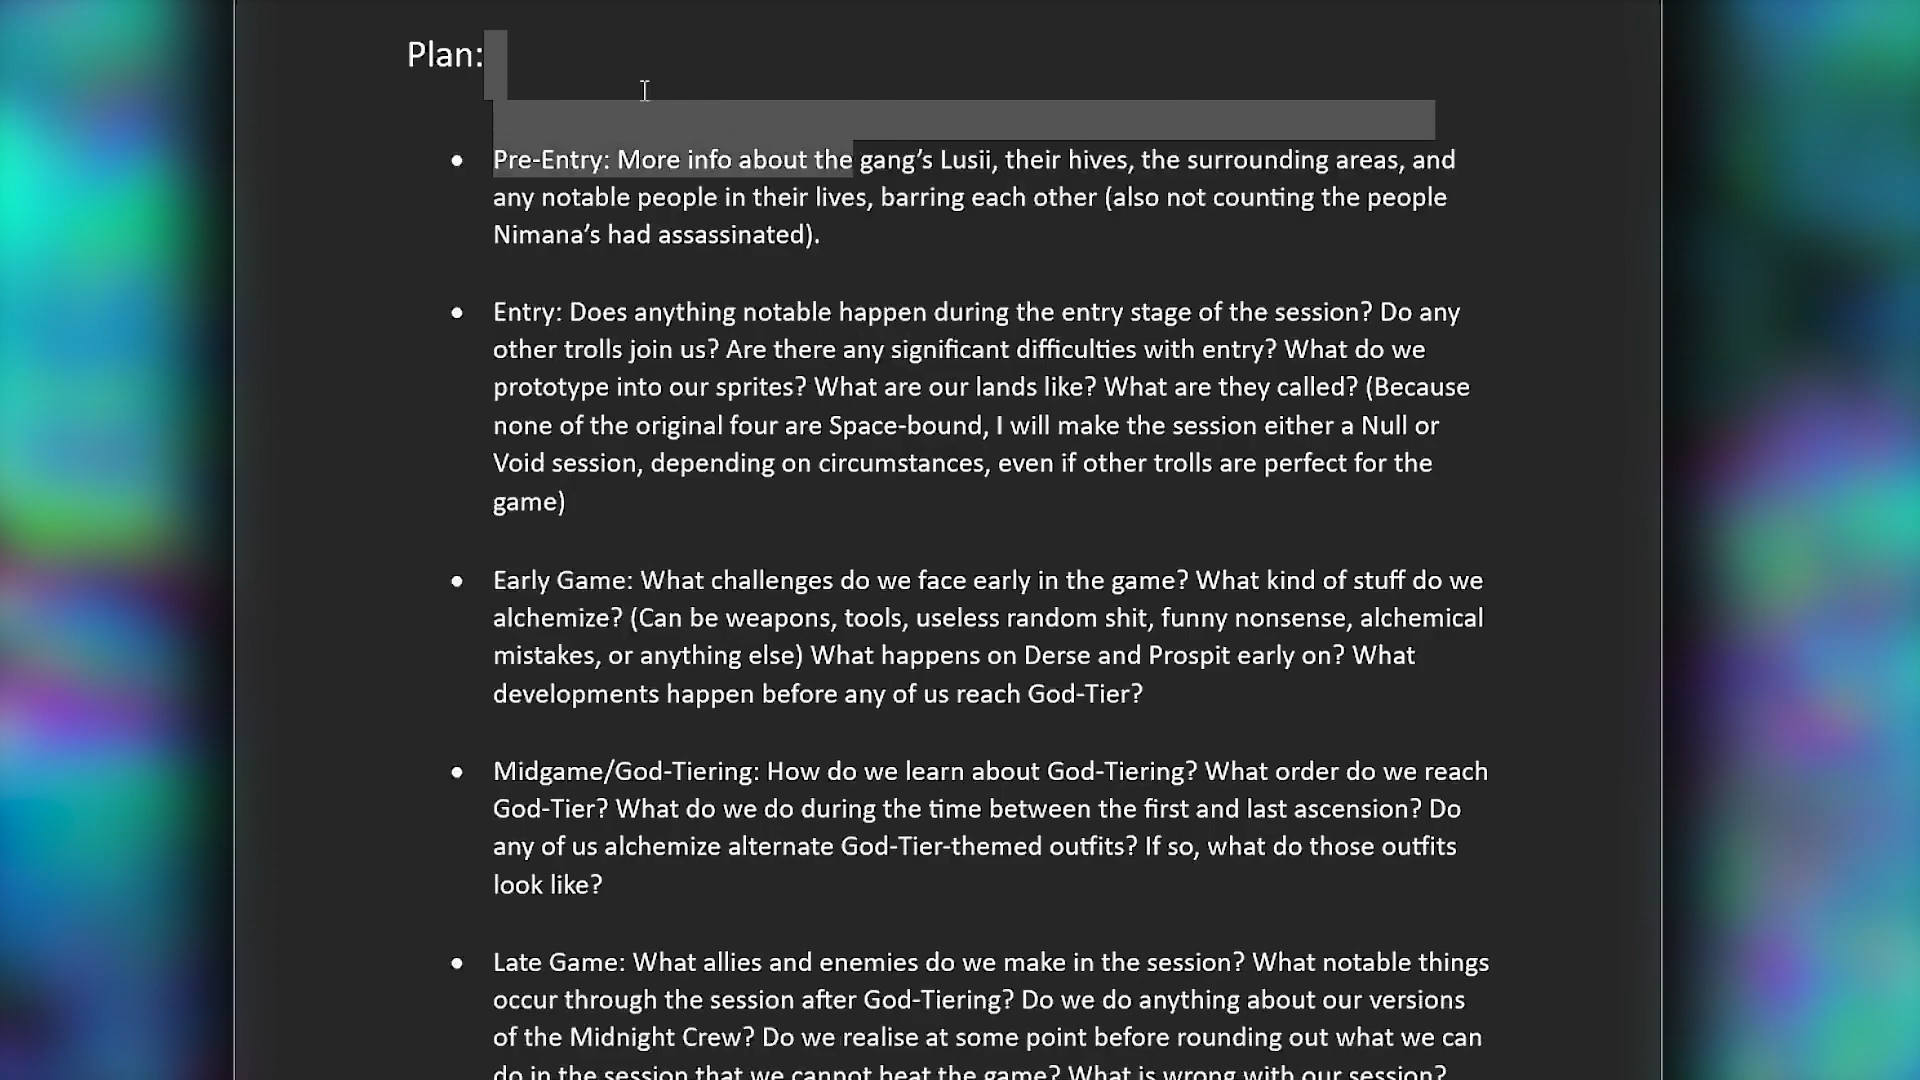 Plan:
• Pre-Entry: More info about the gang’s Lusii, their hives, the surrounding areas, and
any notable people in their lives, barring each other (also not counting the people
Nimana’s had assassinated).
• Entry: Does anything notable happen during the entry stage of the session? Do any
other trolls join us? Are there any significant difficulties with entry? What do we
prototype into our sprites? What are our lands like? What are they called? (Because
none of the original four are Space-bound, I will make the session either a Null or
Void session, depending on circumstances, even if other trolls are perfect for the
game)
• Early Game: What challenges do we face early in the game? What kind of stuff do we
alchemize? (Can be weapons, tools, useless random shit, funny nonsense, alchemical
mistakes, or anything else) What happens on Derse and Prospit early on? What
developments happen before any of us reach God-Tier?
• Midgame/God-Tiering: How do we learn about God-Tiering? What order do we reach
God-Tier? What do we do during the time between the first and last ascension? Do
any of us alchemize alternate God-Tier-themed outfits? If so, what do those outfits
look like?
• Late Game: What allies and enemies do we make in the session? What notable things
occur through the session after God-Tiering? Do we do anything about our versions
of the Midnight Crew? Do we realise at some point before rounding out what we can
do in the session that we cannot beat the game? What is wrong with our session?